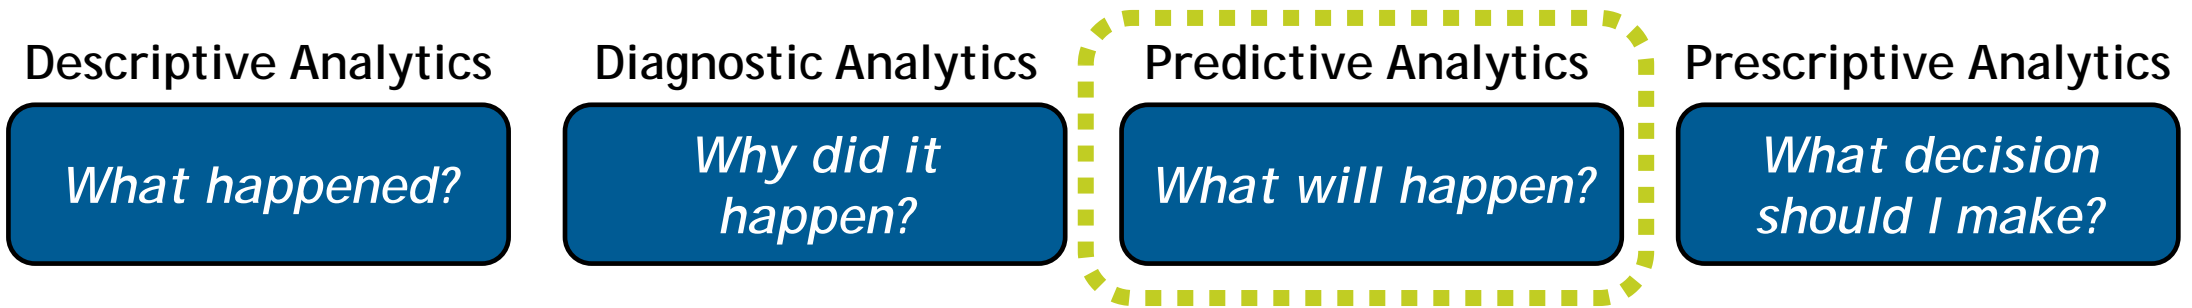 Descriptive Analytics
What happened?
Diagnostic Analytics
Why did it
happen?
Predictive Analytics
What will happen?
Prescriptive Analytics
What decision
should I make?